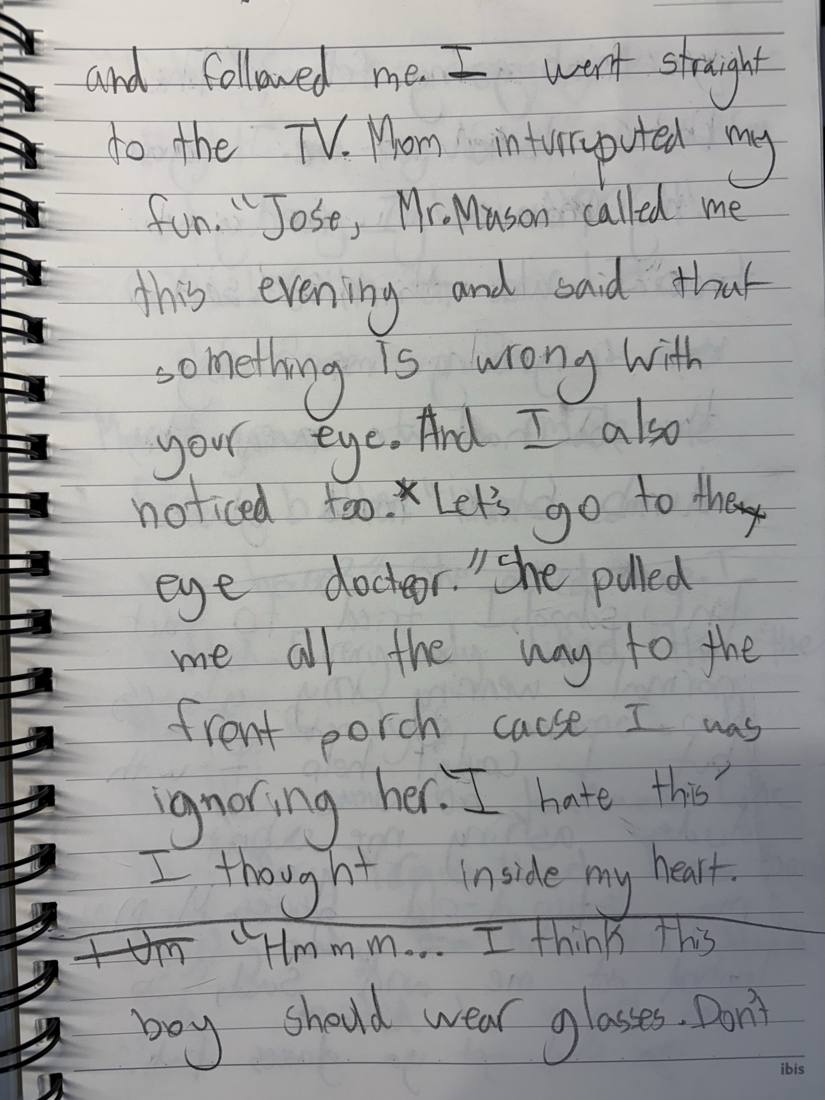 and followed me. I went straight
to the TV. Mom inturryputed my
fun. "Jose, Mr. Mason called me
this evening and said that
something is wrong with
your eye. And I also
noticed too.* Let's go to the
eye doctor." She pulled
me all the way to the
front porch cacse I was
ignoring her. "I hate this"
I thought inside my heart.
I Um "Hmmm... I think this
boy should wear glasses. Don't
ibis